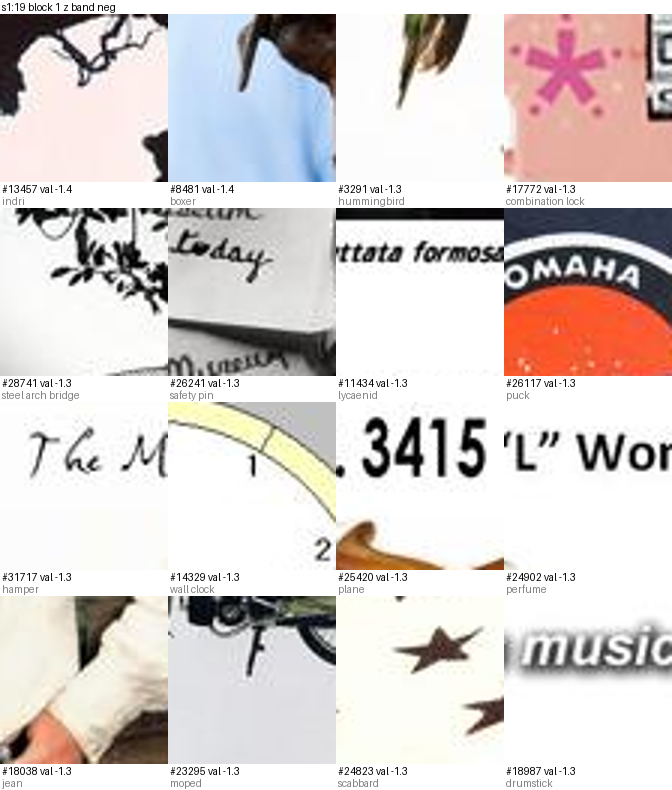 s1:19 block 1 z band neg
#13457 val -1.4
indri
#8481 val -1.4
boxer
#3291 val -1.3
hummingbird
#17772 val -1.3
combination lock
today
uttata formosa
OMAHA
#28741 val -1.3
steel arch bridge
#26241 val -1.3
safety pin
#11434 val -1.3
lycaenid
#26117 val -1.3
puck
The M
1
2
. 3415
“L” Wor
#31717 val -1.3
hamper
#14329 val -1.3
wall clock
#25420 val -1.3
plane
#24902 val -1.3
perfume
music
#18038 val -1.3
jean
#23295 val -1.3
moped
#24823 val -1.3
scabbard
#18987 val -1.3
drumstick